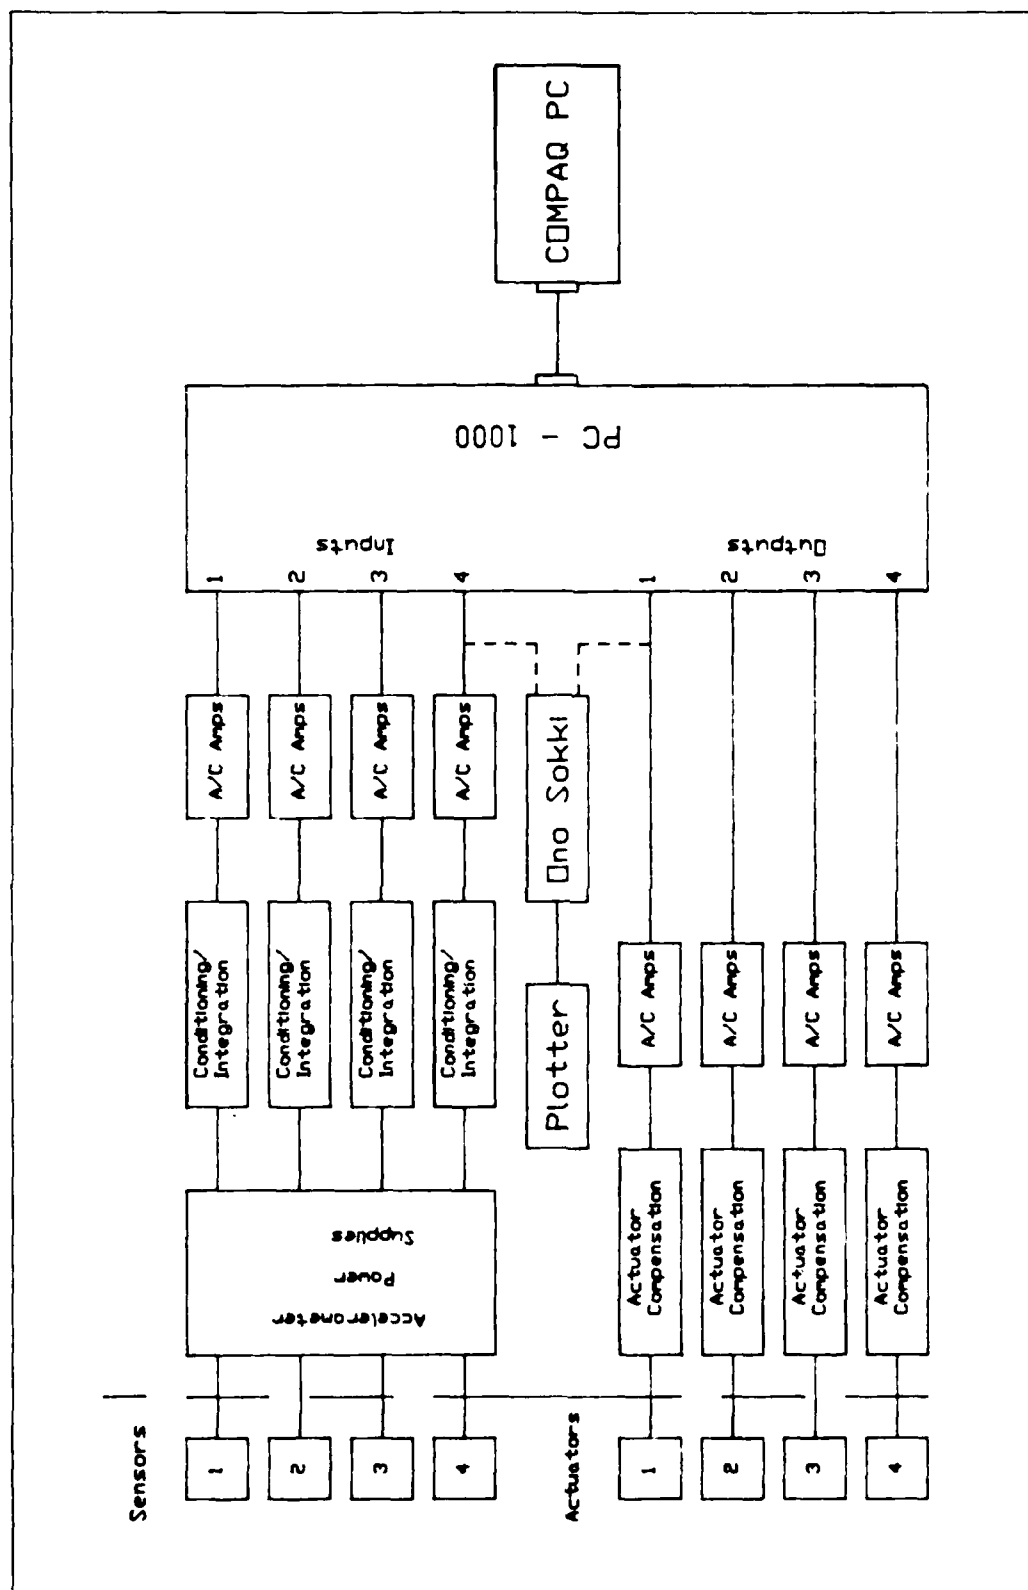 COMPAQ PC
PC - 1000
Inputs
Outputs
1
2
3
4
1
2
3
4
A/C Amps
A/C Amps
A/C Amps
A/C Amps
Ono Sokki
Conditioning/
Integration
Conditioning/
Integration
Conditioning/
Integration
Conditioning/
Integration
Plotter
A/C Amps
A/C Amps
A/C Amps
A/C Amps
Accelerometer
Power
Supplies
Actuator
Compensation
Actuator
Compensation
Actuator
Compensation
Actuator
Compensation
Sensors
1
2
3
4
Actuators
1
2
3
4